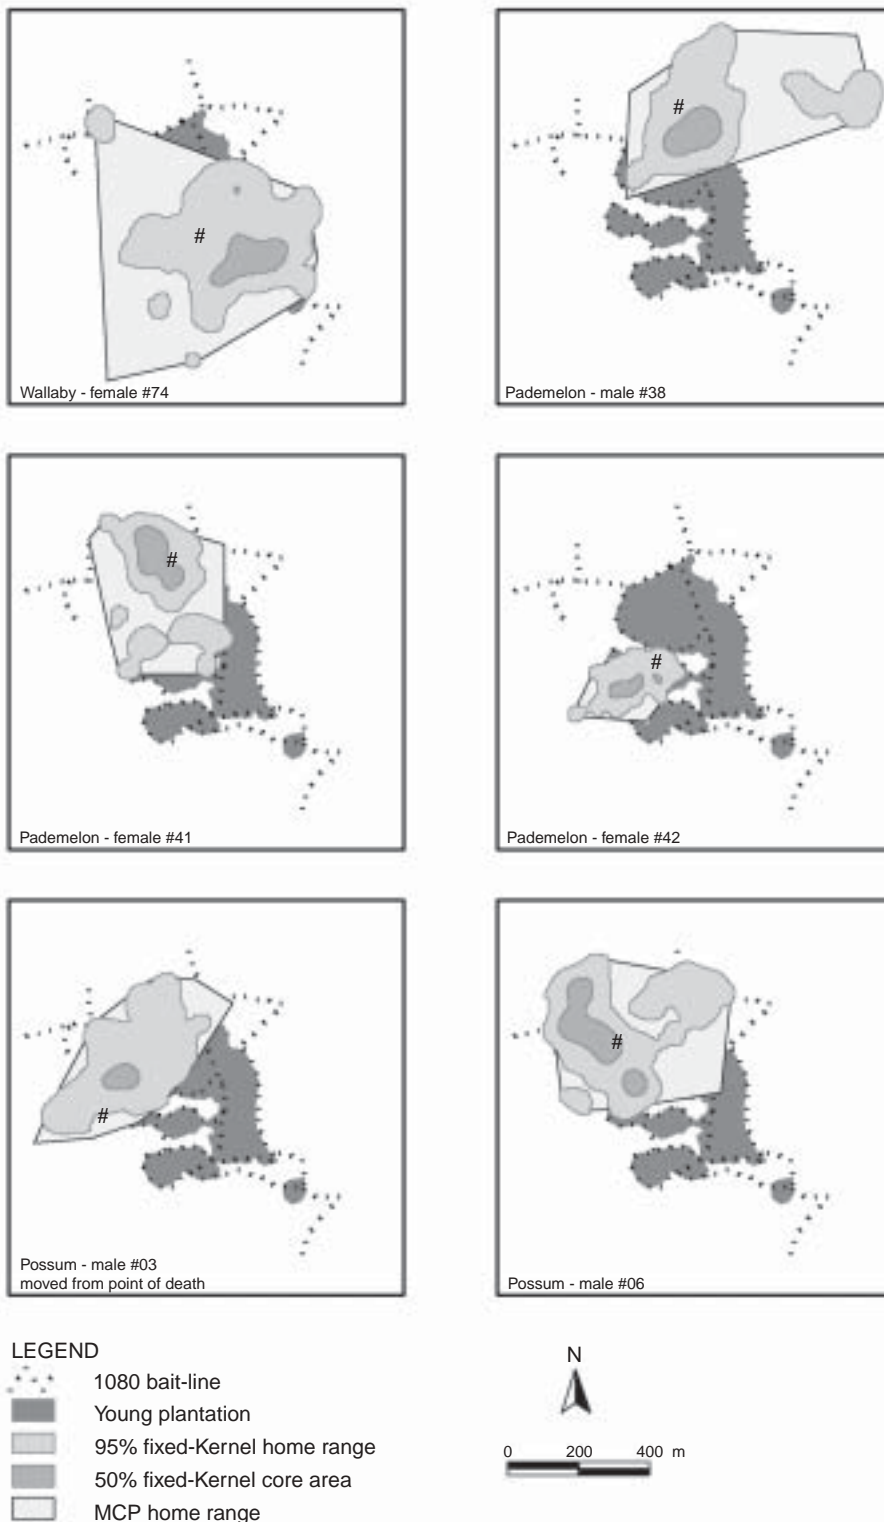 #
#
Wallaby - female #74
Pademelon - male #38
#
#
Pademelon - female #41
Pademelon - female #42
#
#
Possum - male #03
moved from point of death
Possum - male #06
LEGEND
1080 bait-line
Young plantation
95% fixed-Kernel home range
50% fixed-Kernel core area
MCP home range
N
0 200 400 m